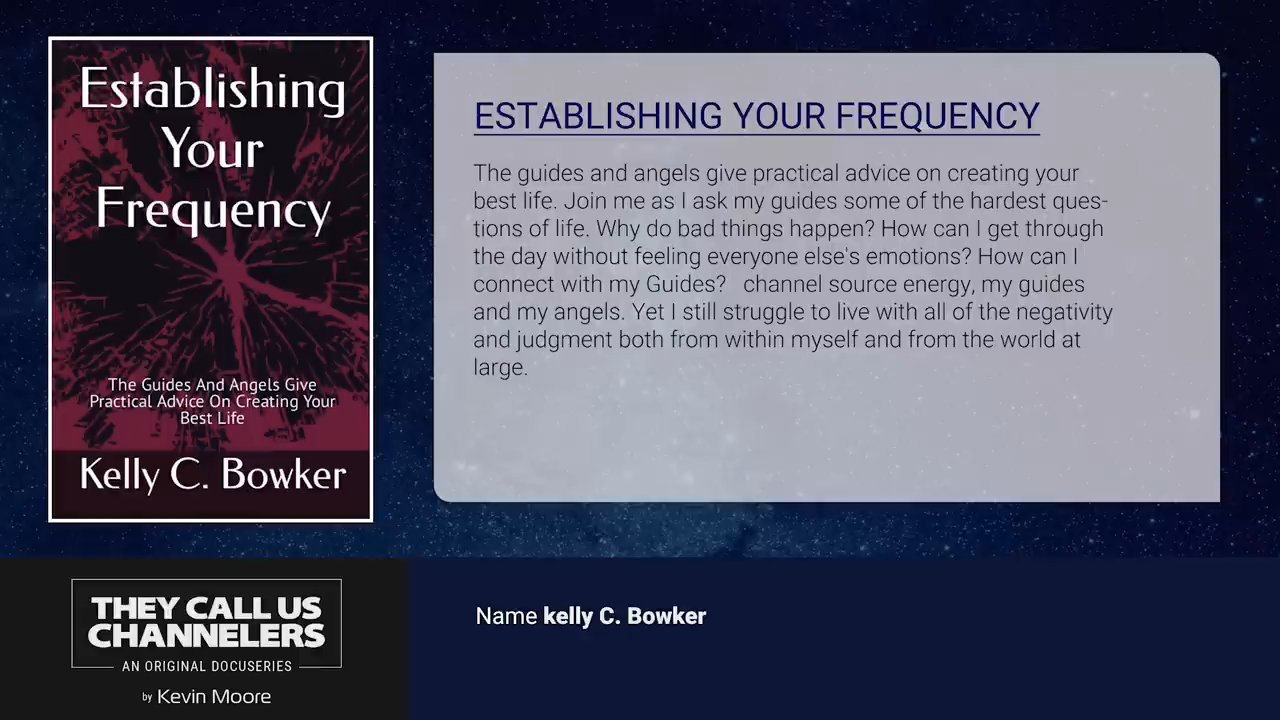 Establishing
Your
Frequency
The Guides And Angels Give
Practical Advice On Creating Your
Best Life
Kelly C. Bowker
ESTABLISHING YOUR FREQUENCY
The guides and angels give practical advice on creating your
best life. Join me as I ask my guides some of the hardest ques-
tions of life. Why do bad things happen? How can I get through
the day without feeling everyone else's emotions? How can I
connect with my Guides?   channel source energy, my guides
and my angels. Yet I still struggle to live with all of the negativity
and judgment both from within myself and from the world at
large.
THEY CALL US
CHANNELERS
AN ORIGINAL DOCUSERIES
by Kevin Moore
Name kelly C. Bowker